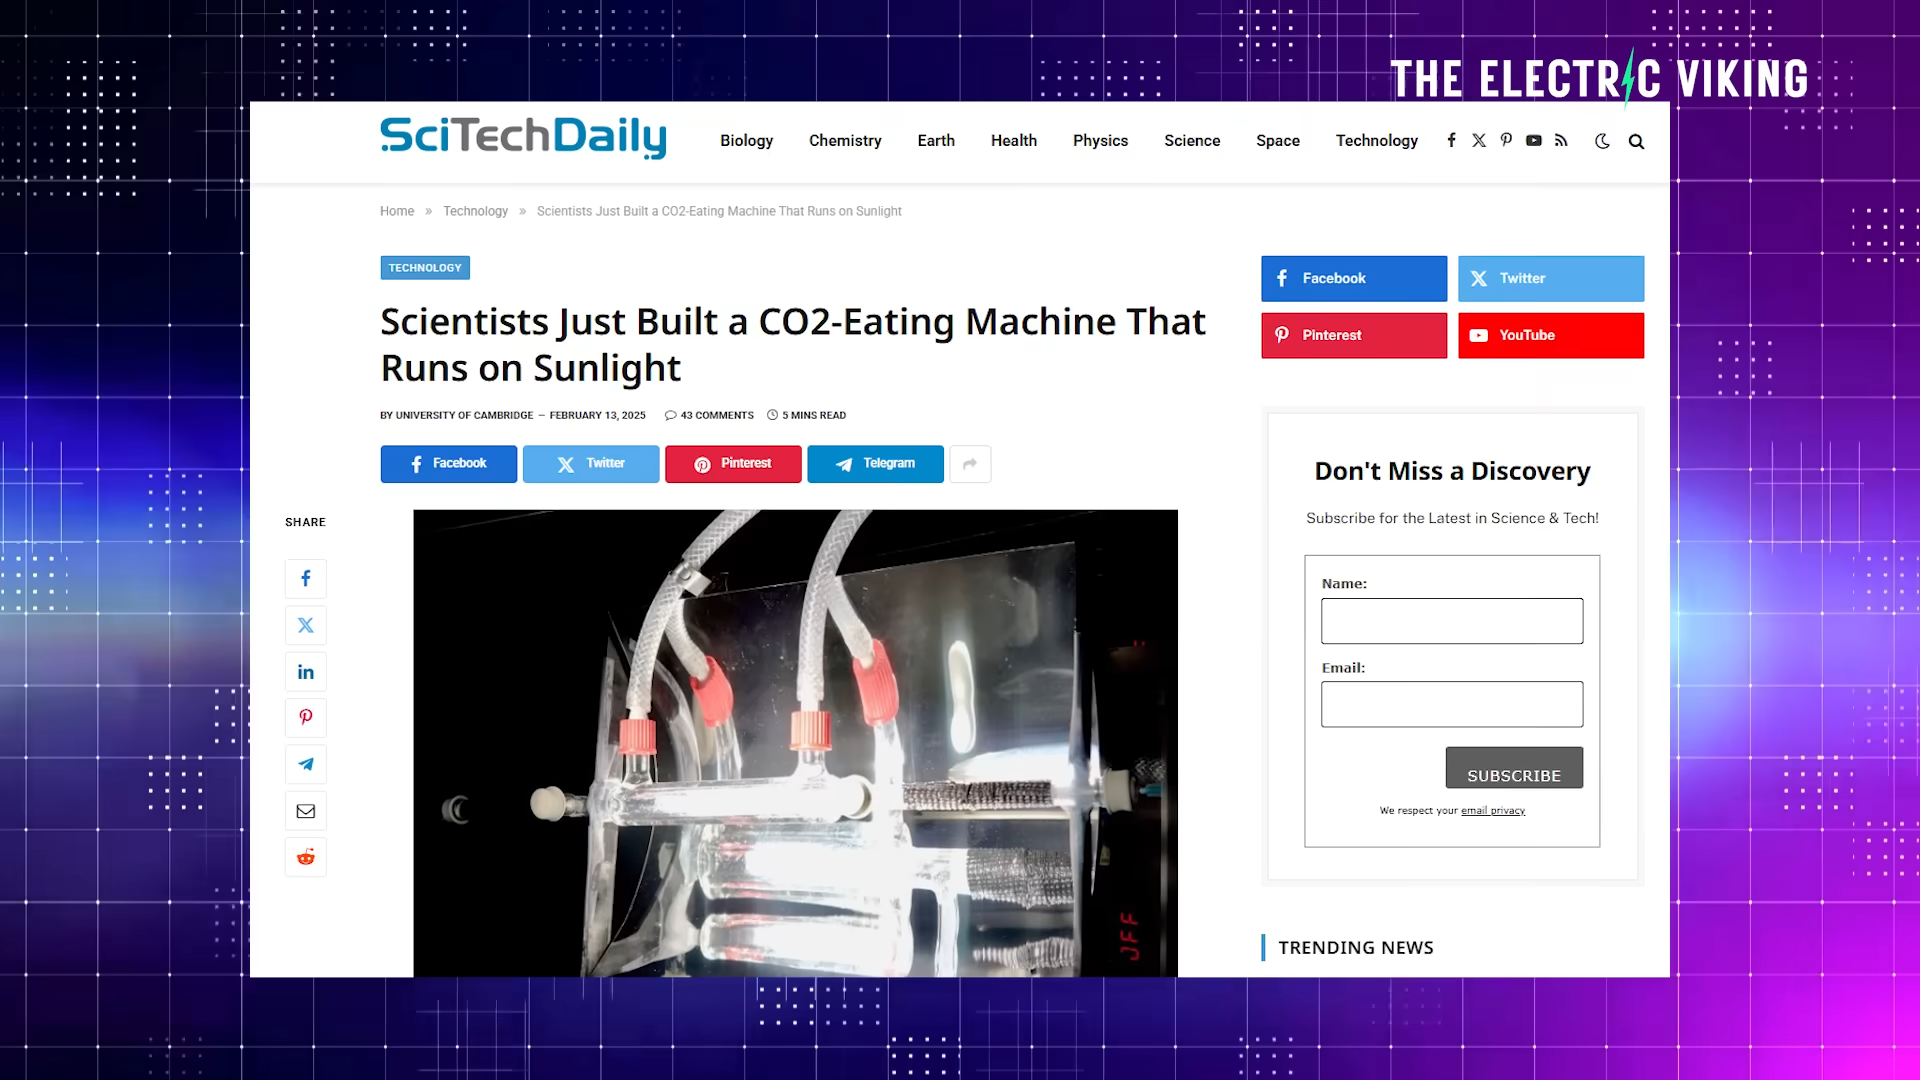 THE ELECTRIC VIKING
SciTechDaily
Biology Chemistry Earth Health Physics Science Space Technology
Home » Technology » Scientists Just Built a CO2-Eating Machine That Runs on Sunlight
TECHNOLOGY
Scientists Just Built a CO2-Eating Machine That
Runs on Sunlight
BY UNIVERSITY OF CAMBRIDGE — FEBRUARY 13, 2025 43 COMMENTS 5 MINS READ
Facebook Twitter Pinterest Telegram
SHARE
Facebook Twitter
Pinterest YouTube
Don't Miss a Discovery
Subscribe for the Latest in Science & Tech!
Name:
Email:
SUBSCRIBE
We respect your email privacy
TRENDING NEWS